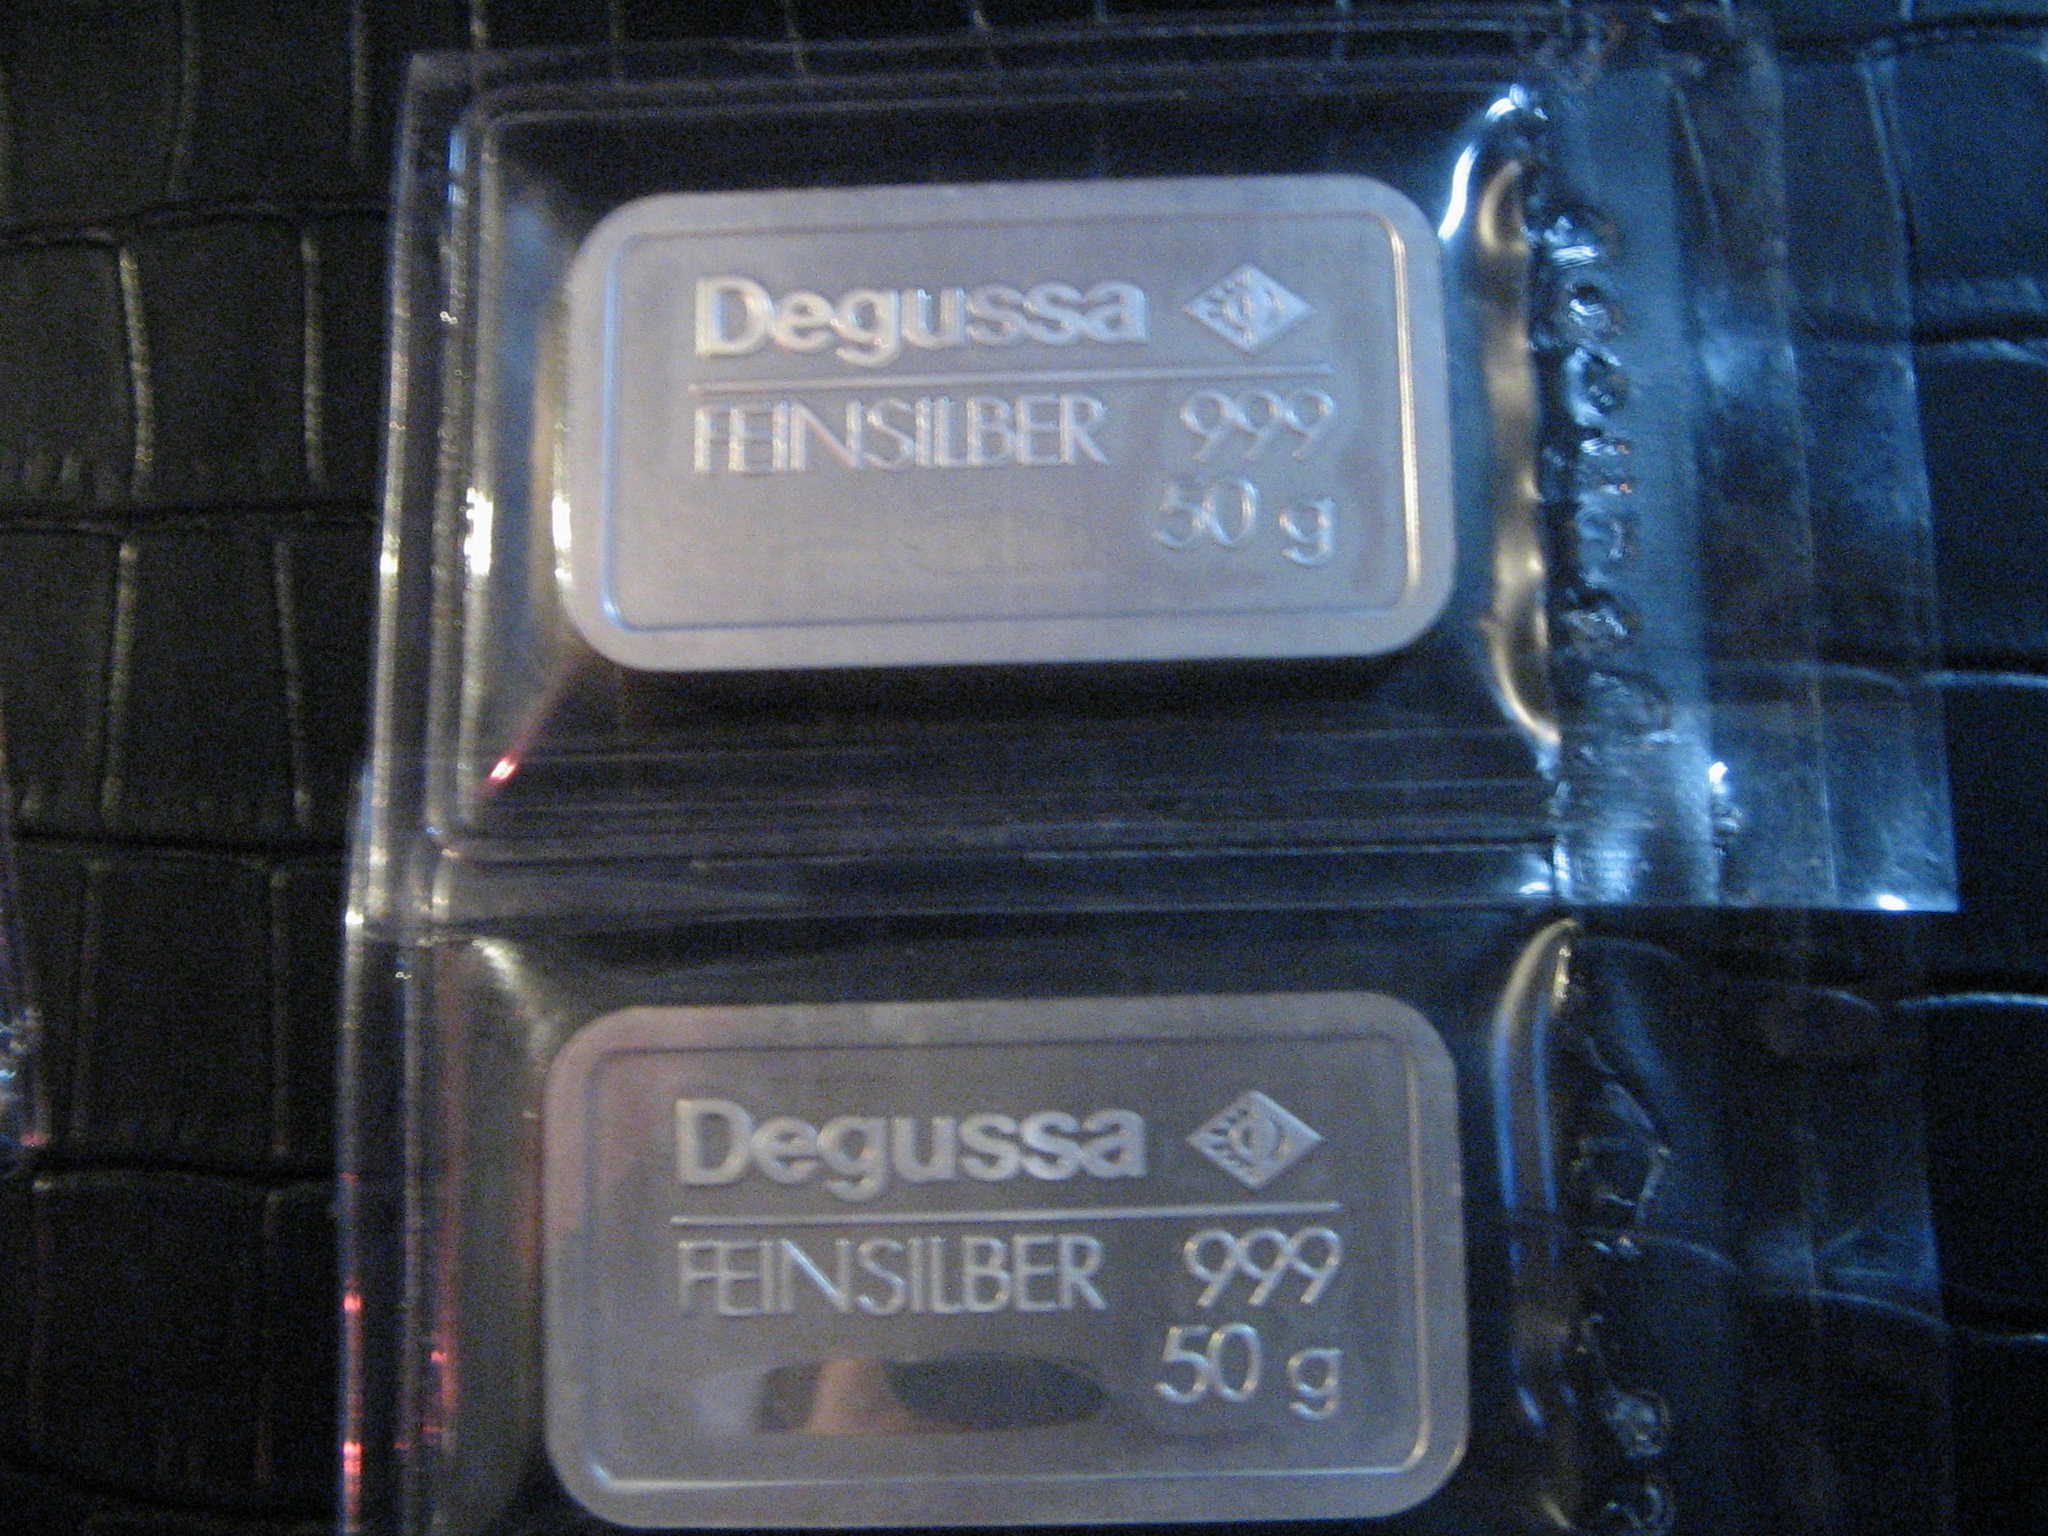 Degussa
FEINSILBER 999
50 g
Degussa
FEINSILBER 999
50 g